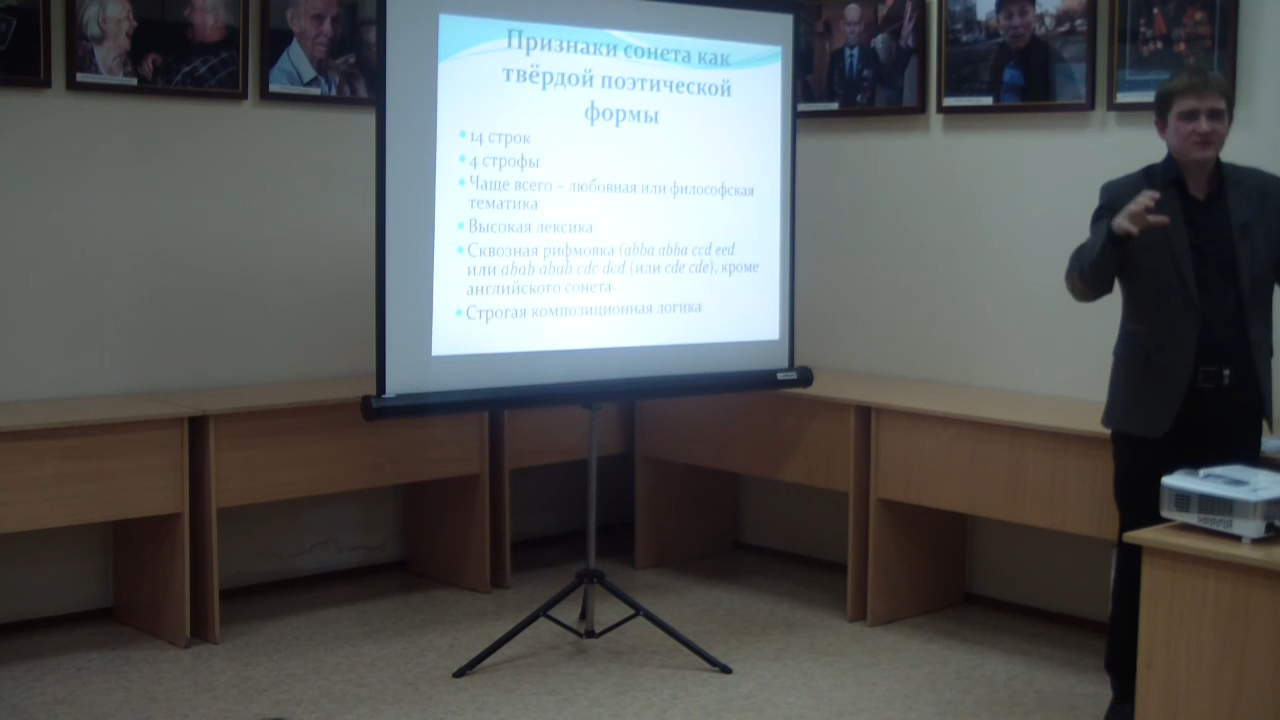 Признаки сонета как
твёрдой поэтической
формы
14 строк
4 строфы
Чаще всего – любовная или философская
тематика
Высокая лексика
Сквозная рифмовка (abba abba ccd eed
или abab abab cdc dcd (или cde cde), кроме
английского сонета
Строгая композиционная логика